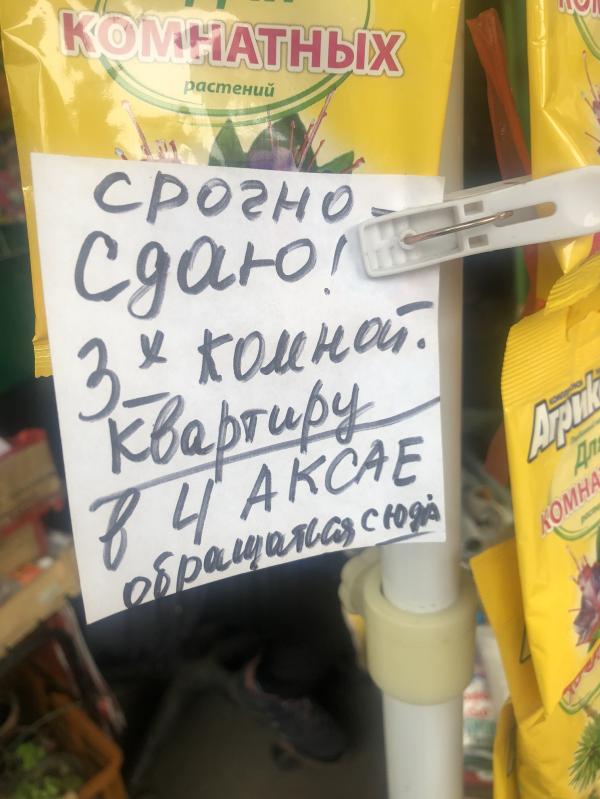 КОМНАТНЫХ
растений
срочно
Сдаю!
3х комнат.
квартиру
в 4 АКСАЕ
обращаться сюда
Агрик
Для
КОМНА